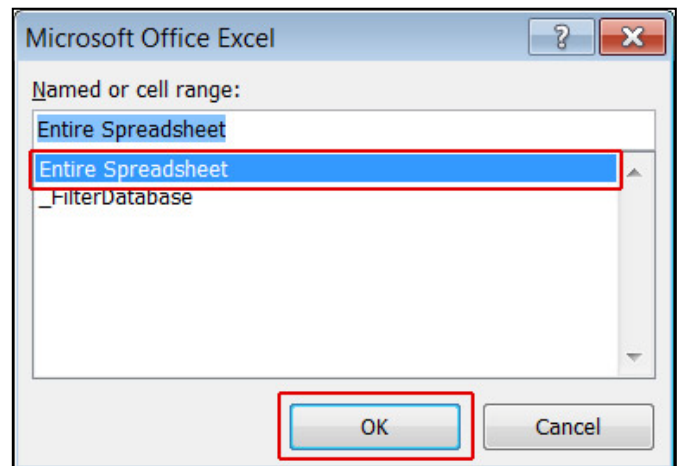 Microsoft Office Excel
Named or cell range:
Entire Spreadsheet
Entire Spreadsheet
_FilterDatabase
OK Cancel